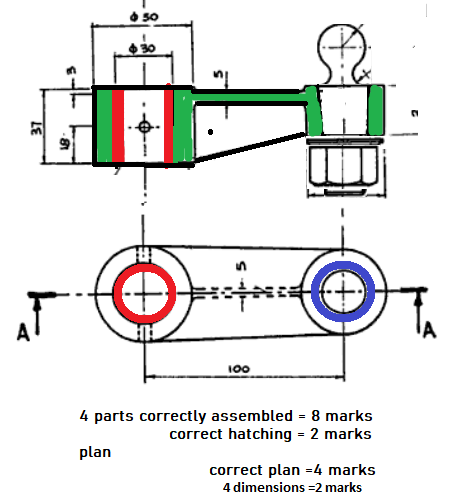 ϕ 50
ϕ 30
3
5
37
18
5
A
A
100
4 parts correctly assembled = 8 marks
correct hatching = 2 marks
plan
correct plan =4 marks
4 dimensions =2 marks